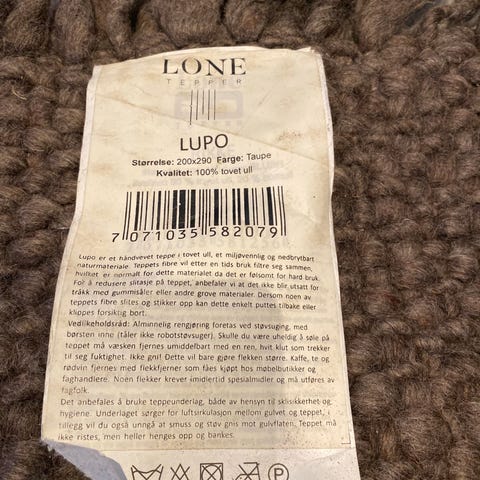 LONE
TEPPER
LUPO
Størrelse: 200x290 Farge: Taupe
Kvalitet: 100% tovet ull
7 071035 582079
Lupo er et håndvevet teppe i tovet ull, et miljøvennlig og nedbrytbart
naturmateriale. Teppets fibre vil etter en tids bruk filtre seg sammen,
hvilket er normalt for dette materialet da det er følsomt for hard bruk.
For å redusere slitasje på teppet, anbefaler vi at det ikke blir utsatt for
tråkk med gummisåler eller andre grove materialer. Dersom noen av
teppets fibre slites og stikker opp kan dette enkelt puttes tilbake eller
klippes forsiktig bort.
Vedlikeholdsråd: Alminnelig rengjøring foretas ved støvsuging, med
børsten inne (tåler ikke robotstøvsuger). Skulle du være uheldig å søle på
teppet må væsken fjernes umiddelbart med en ren, hvit klut som trekker
til seg fuktighet. Ikke gni! Dette vil bare gjøre flekken større. Kaffe, te og
rødvin fjernes med flekkfjerner som fåes kjøpt hos møbelbutikker og
faghandlere. Noen flekker krever imidlertid spesialmidler og må utføres av
fagfolk.
Det anbefales å bruke teppeunderlag, både av hensyn til sklisikkerhet og
hygiene. Underlaget sørger for luftsirkulasjon mellom gulvet og teppet, i
tillegg vil du også unngå at smuss og støv gnis mot gulvflaten. Teppet må
ikke ristes, men heller henges opp og bankes.